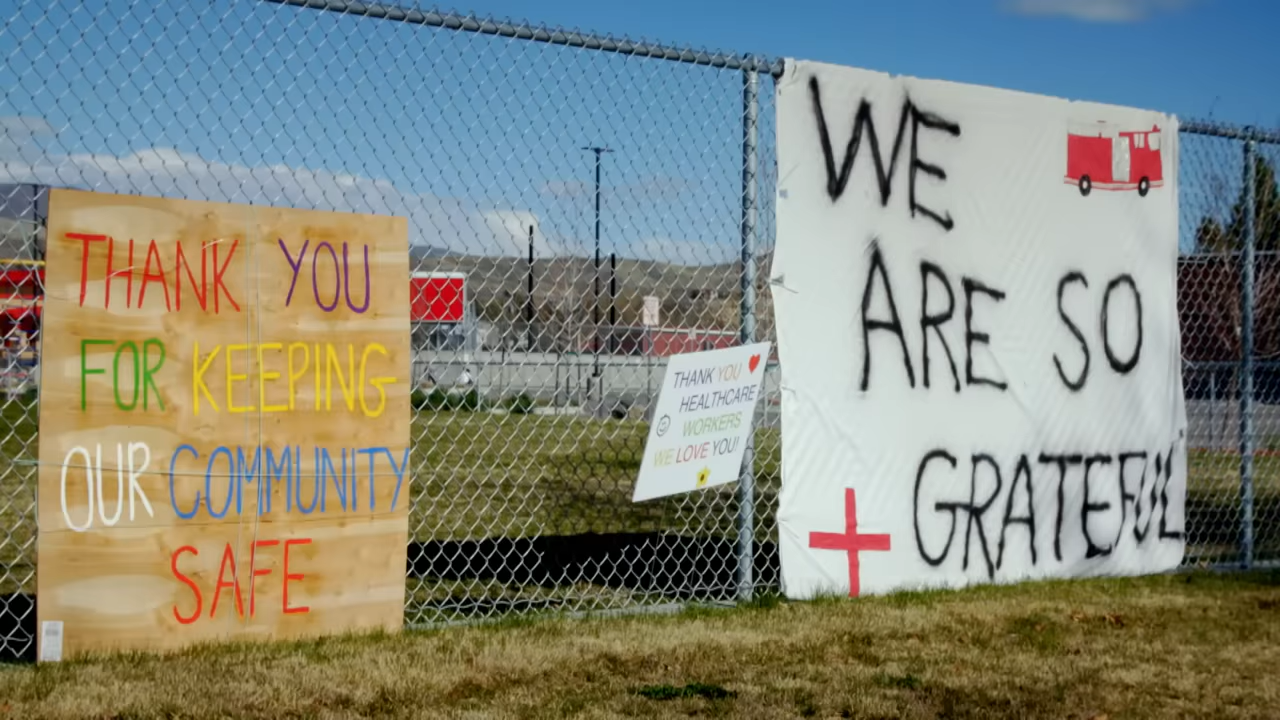 THANK YOU
FOR KEEPING
OUR COMMUNITY
SAFE
THANK YOU
HEALTHCARE
WORKERS
WE LOVE YOU!
WE
ARE SO
GRATEFUL